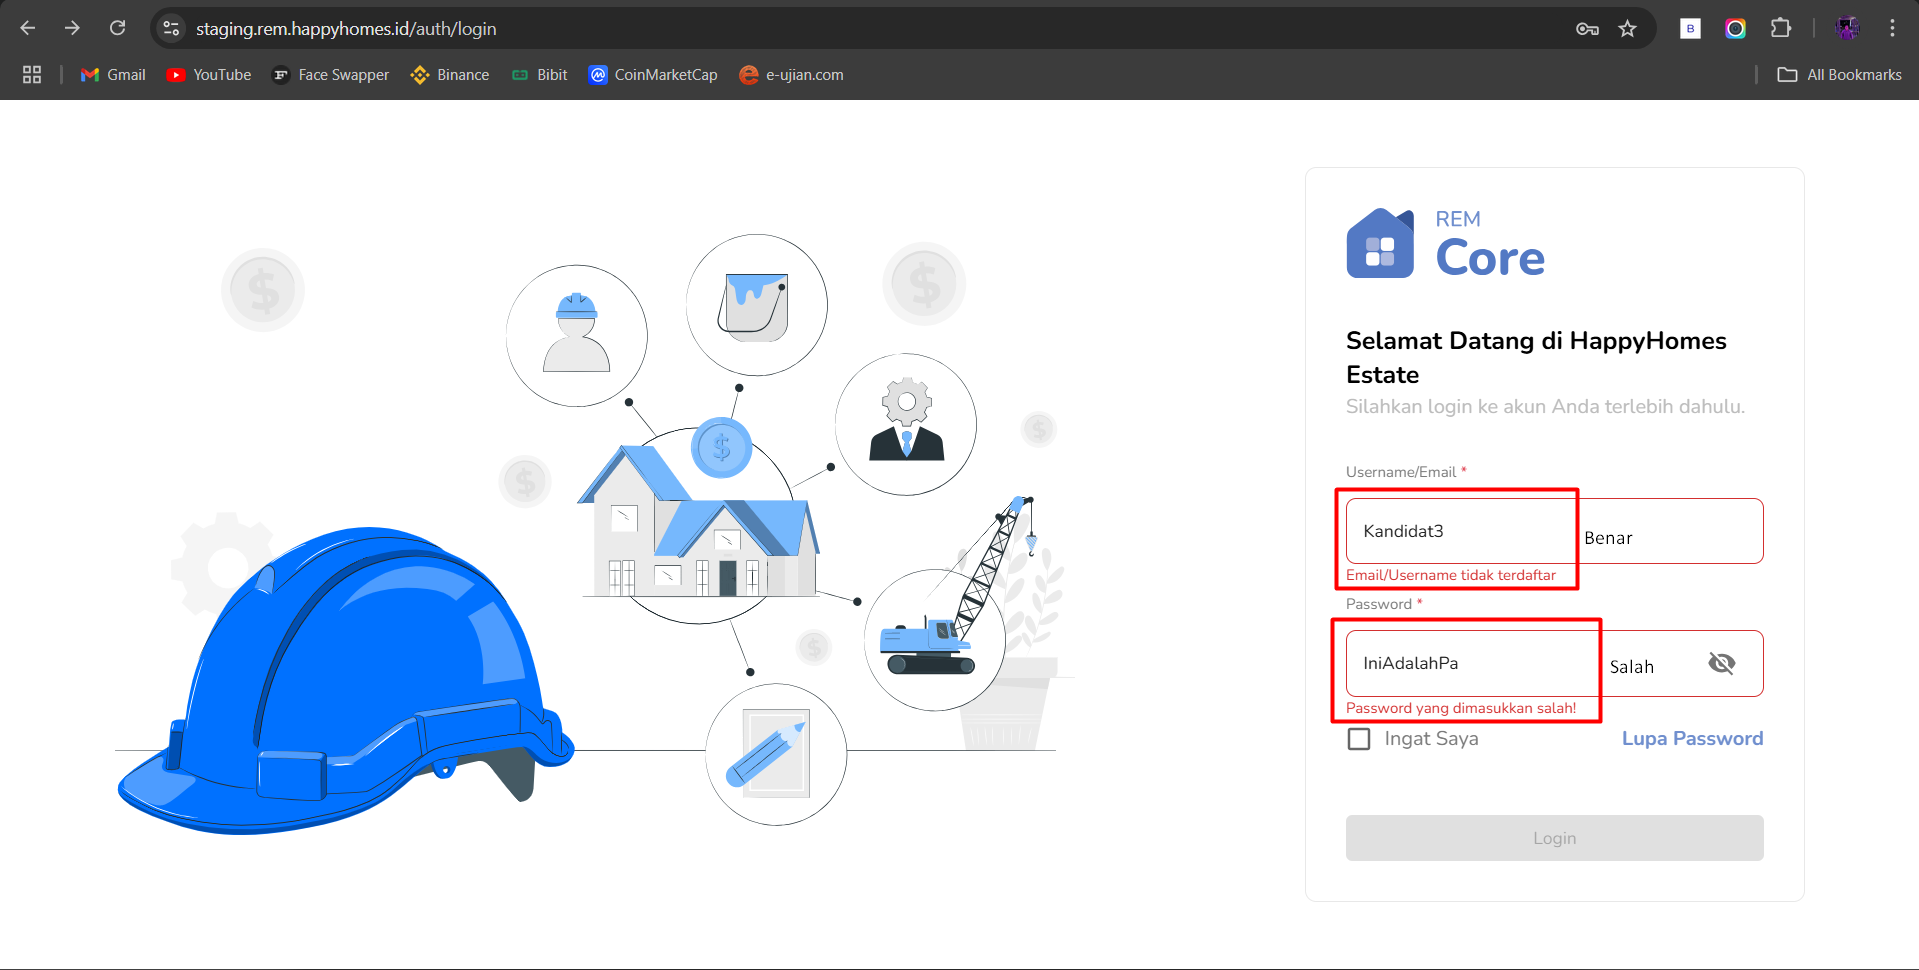 staging.rem.happyhomes.id/auth/login
B
Gmail
YouTube
Face Swapper
Binance
Bibit
CoinMarketCap
e-ujian.com
All Bookmarks
$
$
$
$
$
$
REM
Core
Selamat Datang di HappyHomes
Estate
Silahkan login ke akun Anda terlebih dahulu.
Username/Email *
Kandidat3
Benar
Email/Username tidak terdaftar
Password *
IniAdalahPa
Salah
Password yang dimasukkan salah!
Ingat Saya
Lupa Password
Login